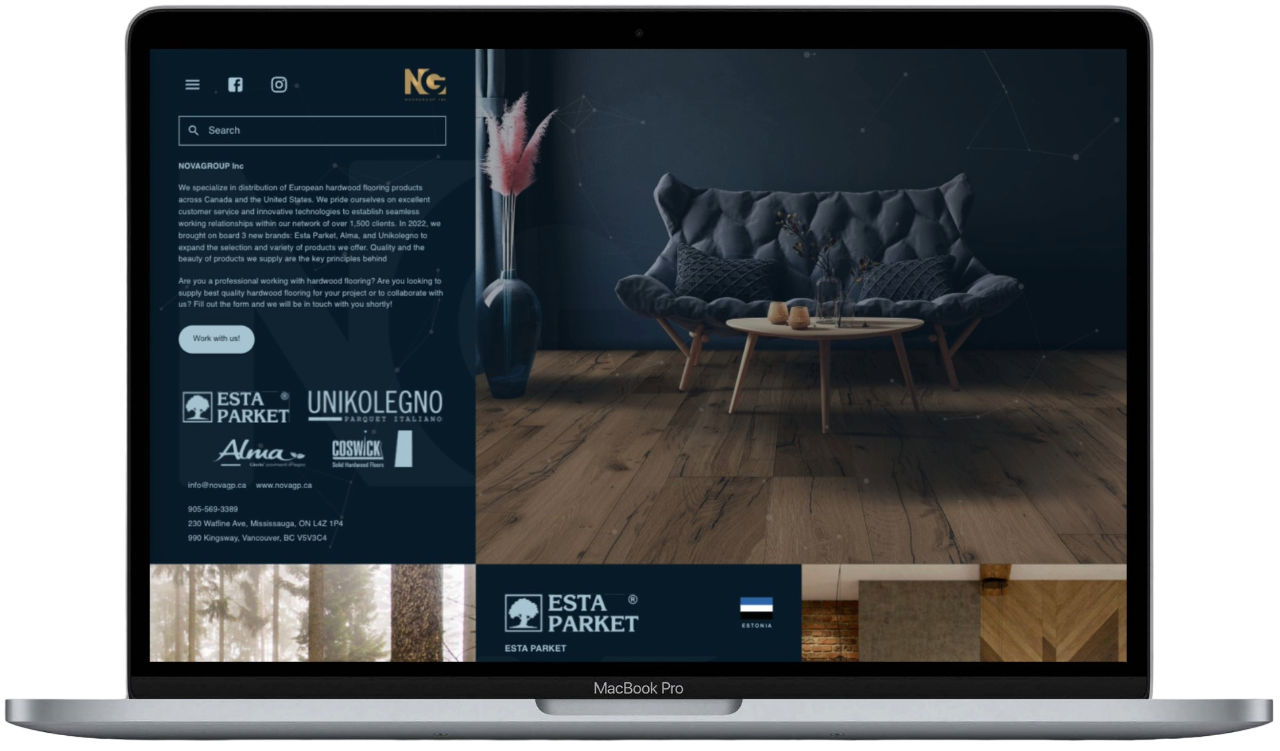 NG
NOVAGROUP INC
Search
NOVAGROUP Inc
We specialize in distribution of European hardwood flooring products
across Canada and the United States. We pride ourselves on excellent
customer service and innovative technologies to establish seamless
working relationships within our network of over 1,500 clients. In 2022, we
brought on board 3 new brands: Esta Parket, Alma, and Unikolegno to
expand the selection and variety of products we offer. Quality and the
beauty of products we supply are the key principles behind
Are you a professional working with hardwood flooring? Are you looking to
supply best quality hardwood flooring for your project or to collaborate with
us? Fill out the form and we will be in touch with you shortly!
Work with us!
ESTA ®
PARKET
UNIKOLEGNO
PARQUET ITALIANO
Alma
COSWICK
Solid Hardwood Floors
info@novagp.ca www.novagp.ca
905-569-3389
230 Watline Ave, Mississauga, ON L4Z 1P4
990 Kingsway, Vancouver, BC V5V3C4
ESTA ®
PARKET
ESTONIA
ESTA PARKET
MacBook Pro